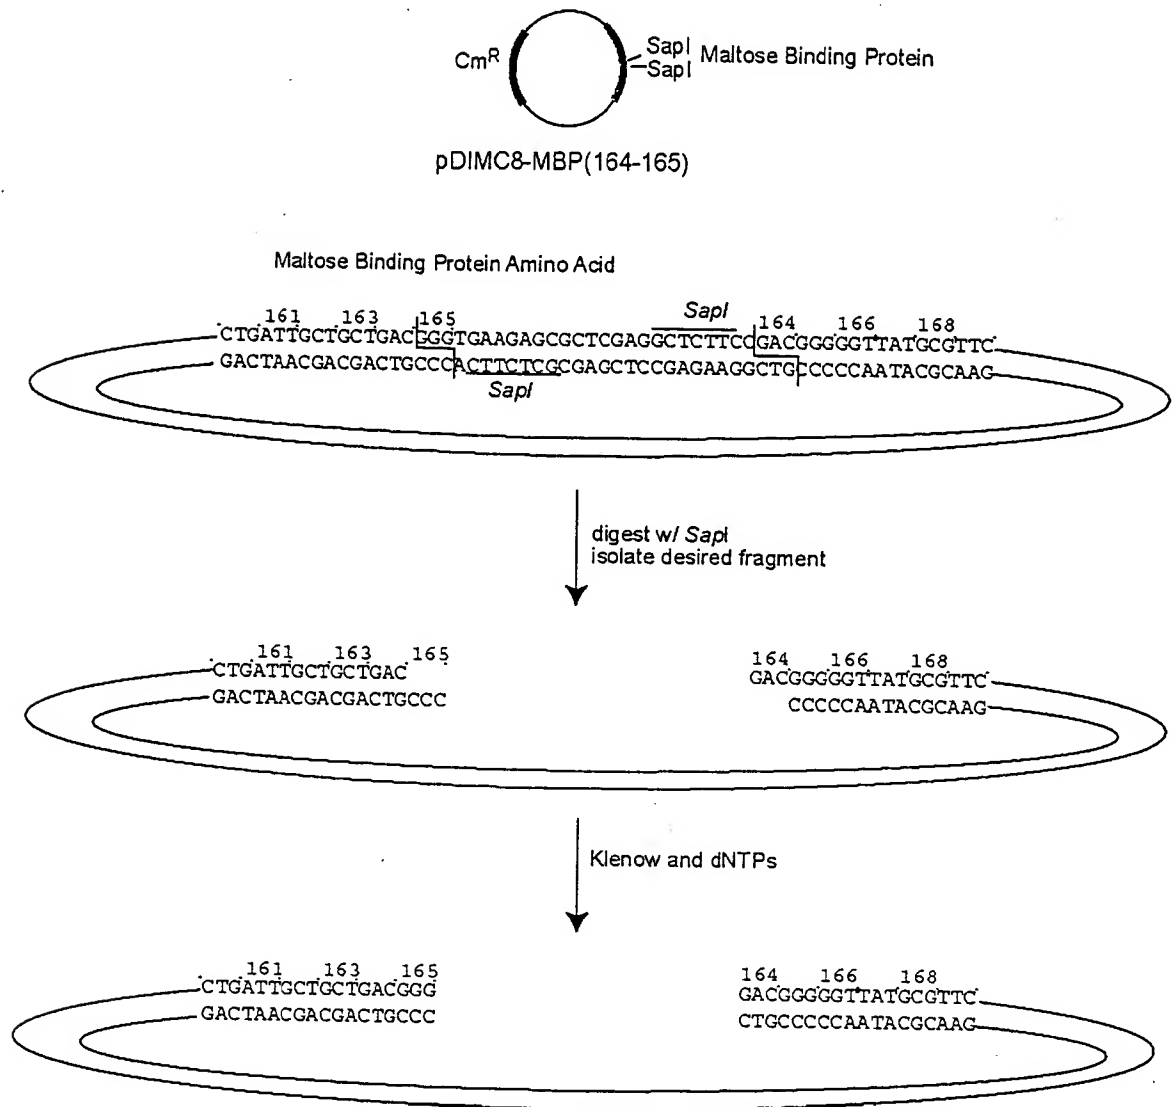 CmR
SapI
SapI
Maltose Binding Protein
pDIMC8-MBP(164-165)
Maltose Binding Protein Amino Acid
161 163 165 SapI 164 166 168
CTGATTGCTGCTGACGGGTGAAGAGCGCTCGAGGCTCTTCCGACGGGGGTTATGCGTTC
GACTAACGACGACTGCCCACTTCTCGCGAGCTCCGAGAAGGCTGCCCCCAATACGCAAG
SapI
digest w/ SapI
isolate desired fragment
161 163 165 164 166 168
CTGATTGCTGCTGAC GACGGGGGTTATGCGTTC
GACTAACGACGACTGCCC CCCCCAATACGCAAG
Klenow and dNTPs
161 163 165 164 166 168
CTGATTGCTGCTGACGGG GACGGGGGTTATGCGTTC
GACTAACGACGACTGCCC CTGCCCCCAATACGCAAG